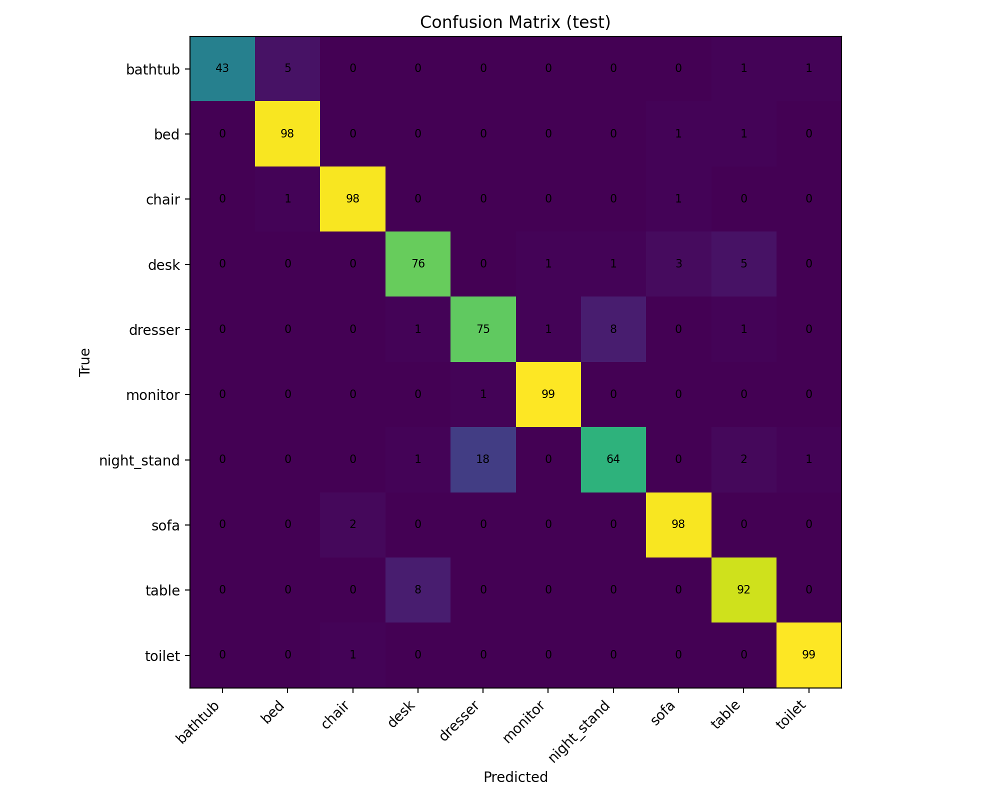 Confusion Matrix (test)
bathtub 43 5 0 0 0 0 0 0 1 1
bed 0 98 0 0 0 0 0 1 1 0
chair 0 1 98 0 0 0 0 1 0 0
desk 0 0 0 76 0 1 1 3 5 0
dresser 0 0 0 1 75 1 8 0 1 0
monitor 0 0 0 0 1 99 0 0 0 0
night_stand 0 0 0 1 18 0 64 0 2 1
sofa 0 0 2 0 0 0 0 98 0 0
table 0 0 0 8 0 0 0 0 92 0
toilet 0 0 1 0 0 0 0 0 0 99
True
bathtub bed chair desk dresser monitor night_stand sofa table toilet
Predicted